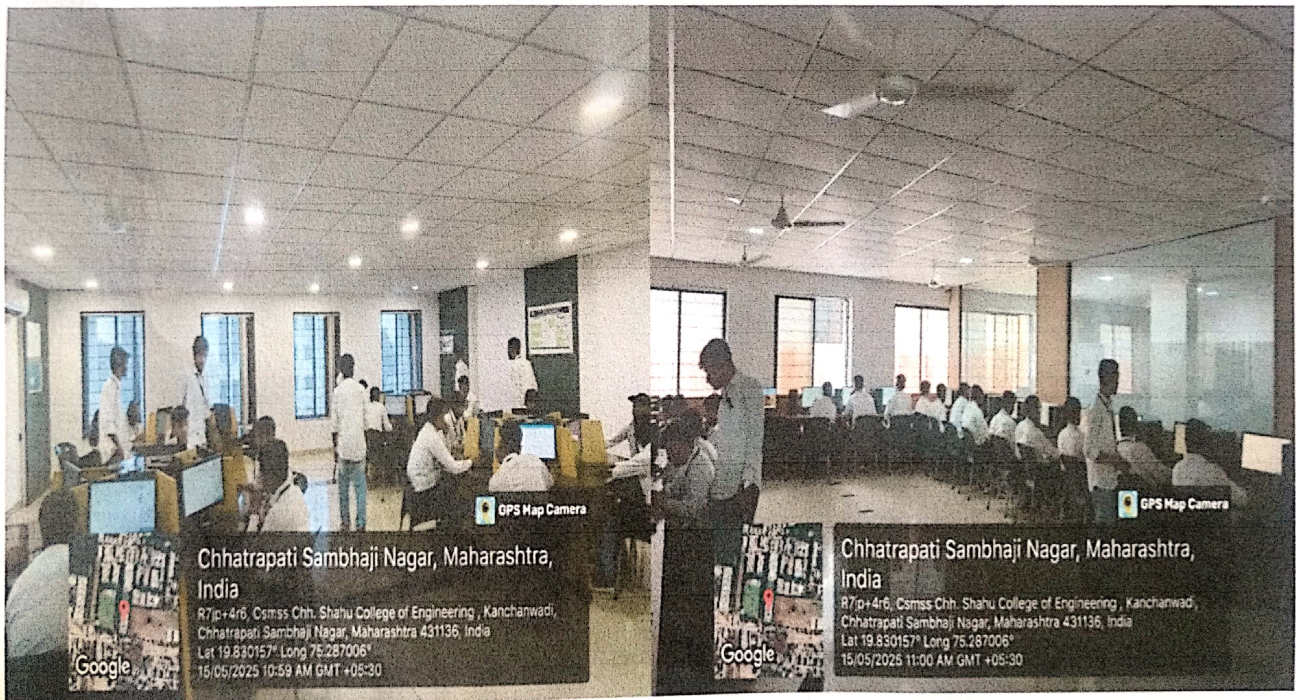 GPS Map Camera
Chhatrapati Sambhaji Nagar, Maharashtra,
India
R7jp+4r6, Csmss Chh. Shahu College of Engineering , Kanchanwadi,
Chhatrapati Sambhaji Nagar, Maharashtra 431136, India
Lat 19.830157° Long 75.287006°
15/05/2025 10:59 AM GMT +05:30
Google
GPS Map Camera
Chhatrapati Sambhaji Nagar, Maharashtra,
India
R7jp+4r6, Csmss Chh. Shahu College of Engineering , Kanchanwadi,
Chhatrapati Sambhaji Nagar, Maharashtra 431136, India
Lat 19.830157° Long 75.287006°
15/05/2025 11:00 AM GMT +05:30
Google